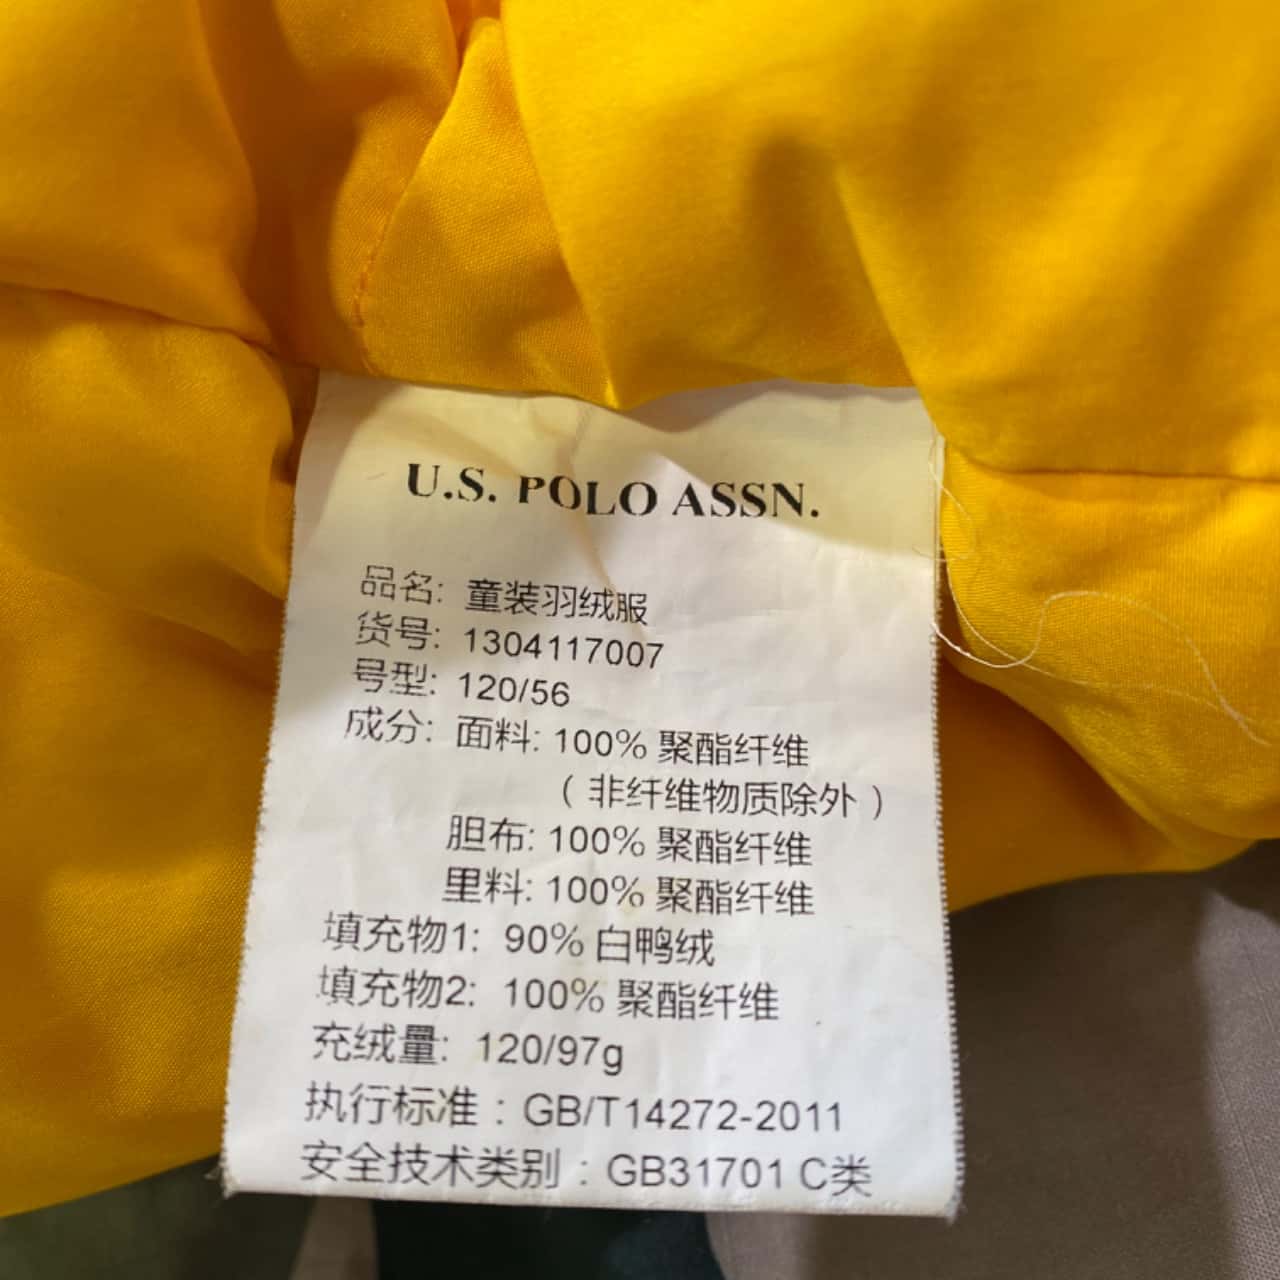 U.S. POLO ASSN.
品名: 童装羽绒服
货号: 1304117007
号型: 120/56
成分: 面料: 100% 聚酯纤维
（非纤维物质除外）
胆布: 100% 聚酯纤维
里料: 100% 聚酯纤维
填充物1: 90% 白鸭绒
填充物2: 100% 聚酯纤维
充绒量: 120/97g
执行标准：GB/T14272-2011
安全技术类别：GB31701 C类